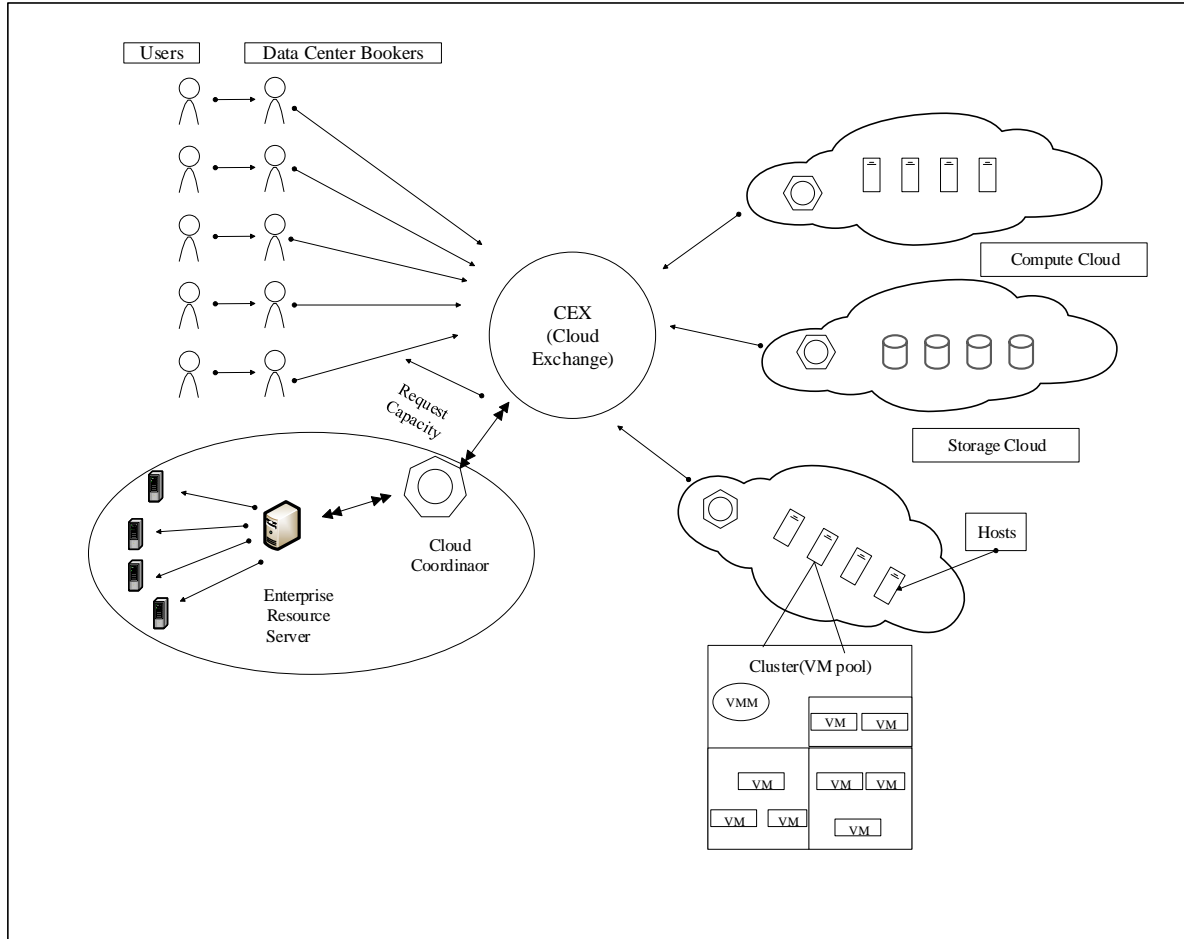 Users
Data Center Bookers
CEX
(Cloud
Exchange)
Compute Cloud
Storage Cloud
Request
Capacity
Cloud
Coordinaor
Enterprise
Resource
Server
Hosts
Cluster(VM pool)
VMM
VM VM
VM
VM VM
VM VM
VM